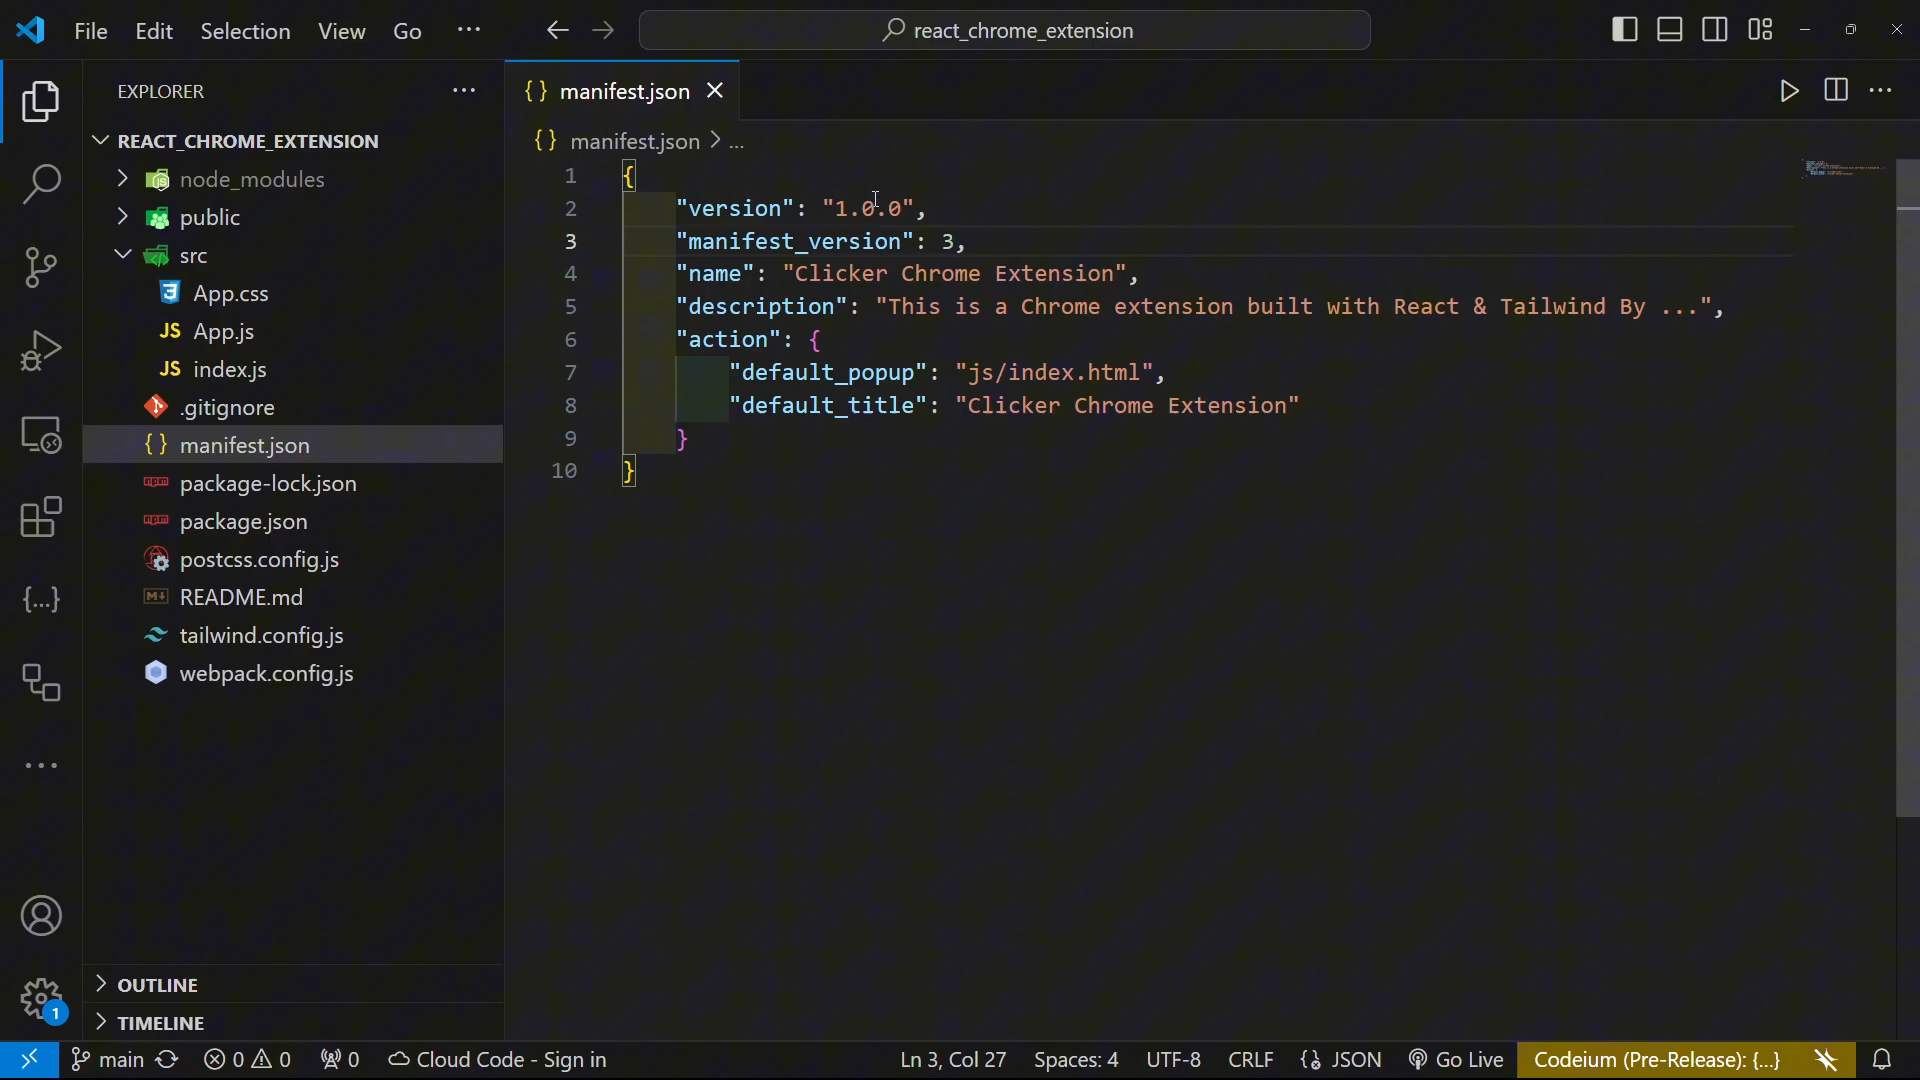 File Edit Selection View Go ...
react_chrome_extension
EXPLORER ...
REACT_CHROME_EXTENSION
node_modules
public
src
App.css
JS App.js
JS index.js
.gitignore
{} manifest.json
package-lock.json
package.json
postcss.config.js
README.md
tailwind.config.js
webpack.config.js
OUTLINE
TIMELINE
{} manifest.json
{} manifest.json > ...
1 {
2 "version": "1.0.0",
3 "manifest_version": 3,
4 "name": "Clicker Chrome Extension",
5 "description": "This is a Chrome extension built with React & Tailwind By ...",
6 "action": {
7 "default_popup": "js/index.html",
8 "default_title": "Clicker Chrome Extension"
9 }
10 }
1
main 0 0 0 Cloud Code - Sign in Ln 3, Col 27 Spaces: 4 UTF-8 CRLF JSON Go Live Codeium (Pre-Release): {...}